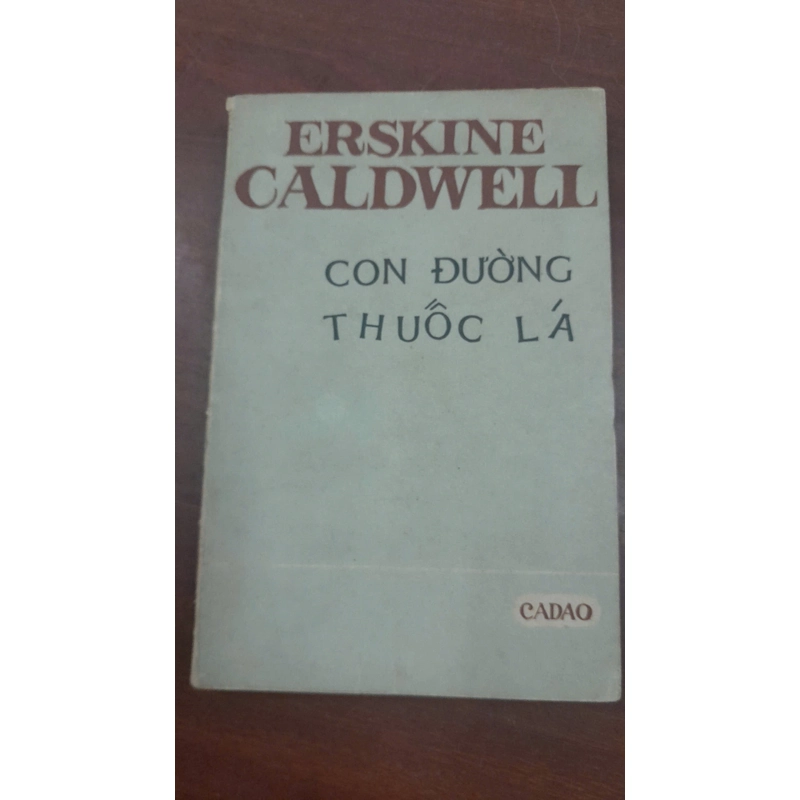 ERSKINE
CALDWELL
CON ĐƯỜNG
THUỐC LÁ
CADAO